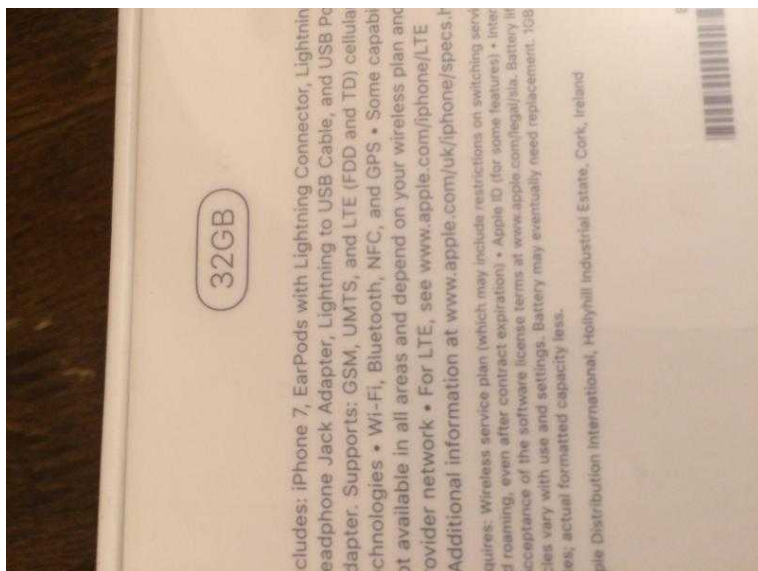 32GB
cludes: iPhone 7, EarPods with Lightning Connector, Lightnin
eadphone Jack Adapter, Lightning to USB Cable, and USB Po
dapter. Supports: GSM, UMTS, and LTE (FDD and TD) cellula
chnologies • Wi-Fi, Bluetooth, NFC, and GPS • Some capabi
ot available in all areas and depend on your wireless plan and
ovider network • For LTE, see www.apple.com/iphone/LTE
Additional information at www.apple.com/uk/iphone/specs.h
quires: Wireless service plan (which may include restrictions on switching servi
d roaming, even after contract expiration) • Apple ID (for some features) • Inter
cceptance of the software license terms at www.apple.com/legal/sla. Battery lif
cles vary with use and settings. Battery may eventually need replacement. 1GB
es; actual formatted capacity less.
ple Distribution International, Hollyhill Industrial Estate, Cork, Ireland